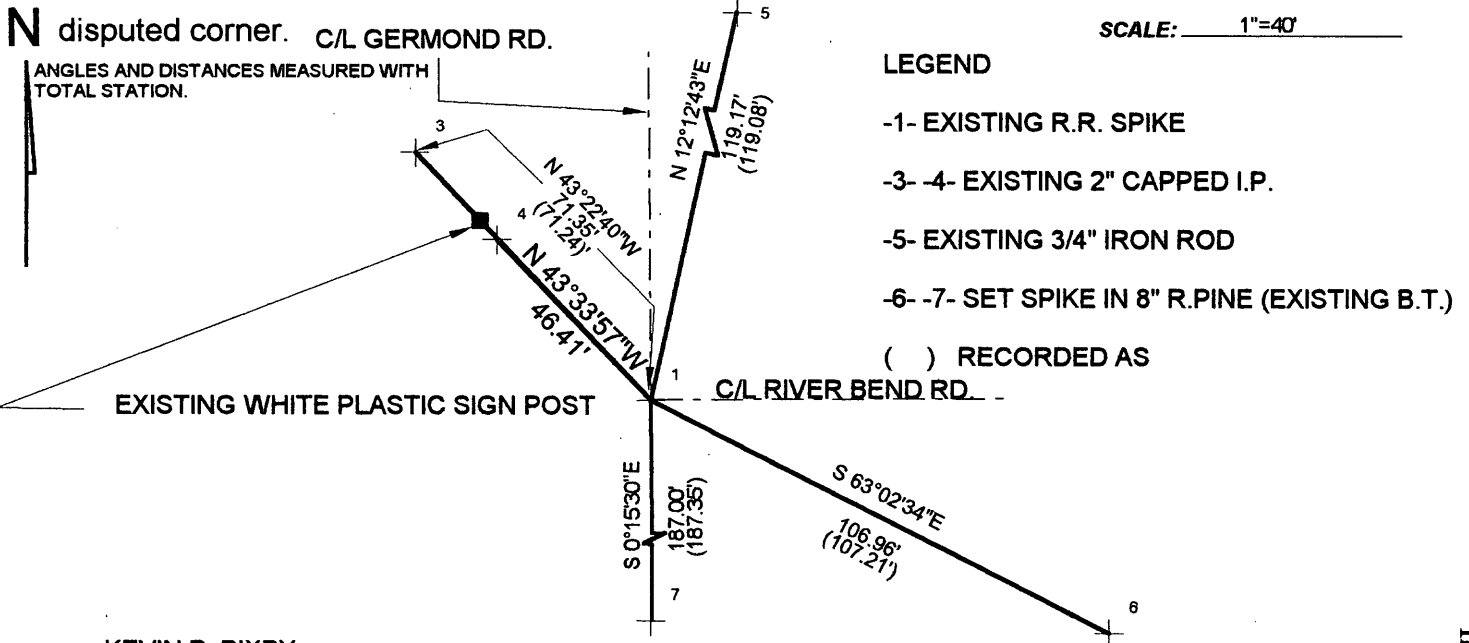 N disputed corner.
C/L GERMOND RD.
5
SCALE: 1"=40'
ANGLES AND DISTANCES MEASURED WITH
TOTAL STATION.
LEGEND
-1- EXISTING R.R. SPIKE
-3- -4- EXISTING 2" CAPPED I.P.
-5- EXISTING 3/4" IRON ROD
-6- -7- SET SPIKE IN 8" R.PINE (EXISTING B.T.)
( ) RECORDED AS
N 12°12'43"E
119.17'
(119.08')
3
N 43°22'40"W
71.35'
(71.24)'
4
N 43°33'57"W
46.41'
1
C/L RIVER BEND RD.
EXISTING WHITE PLASTIC SIGN POST
S 0°15'30"E
187.00'
(187.35')
S 63°02'34"E
106.96'
(107.21')
7
6